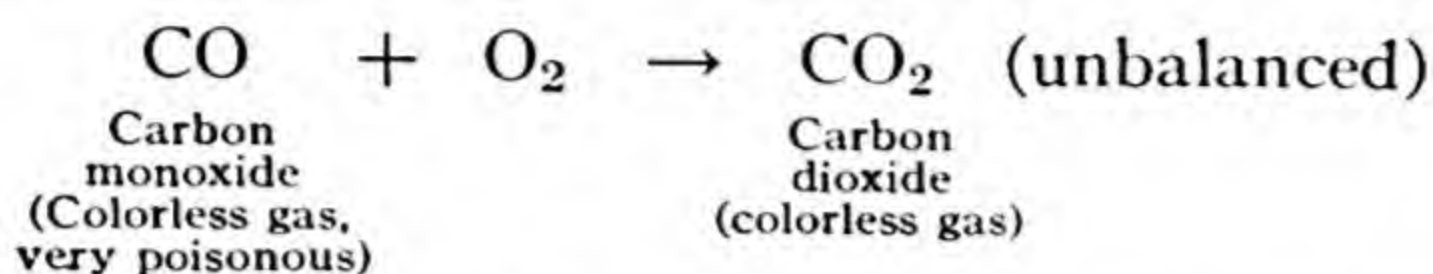 CO + O₂ → CO₂ (unbalanced)
Carbon monoxide (Colorless gas, very poisonous)
Carbon dioxide (colorless gas)